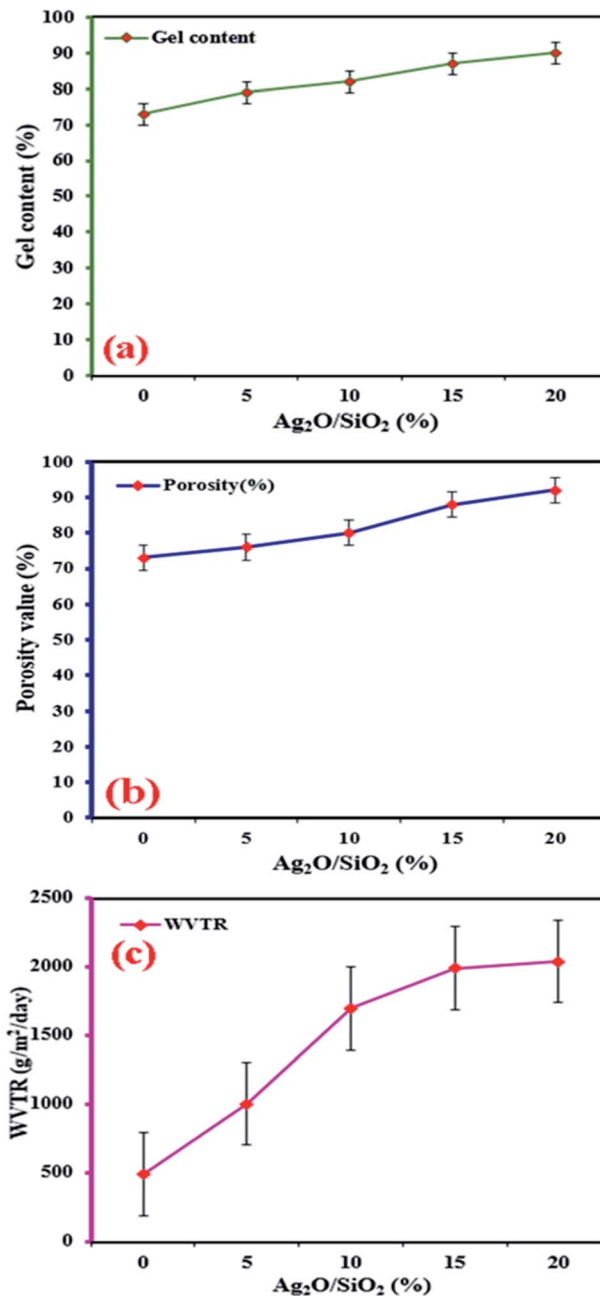 100
Gel content
90
80
70
60
50
40
30
20
10
0
Gel content (%)
(a)
0 5 10 15 20
Ag₂O/SiO₂ (%)
100
Porosity(%)
90
80
70
60
50
40
30
20
10
0
Porosity value (%)
(b)
0 5 10 15 20
Ag₂O/SiO₂ (%)
2500
WVTR
(c)
2000
1500
1000
500
0
WVTR (g/m²/day)
0 5 10 15 20
Ag₂O/SiO₂ (%)